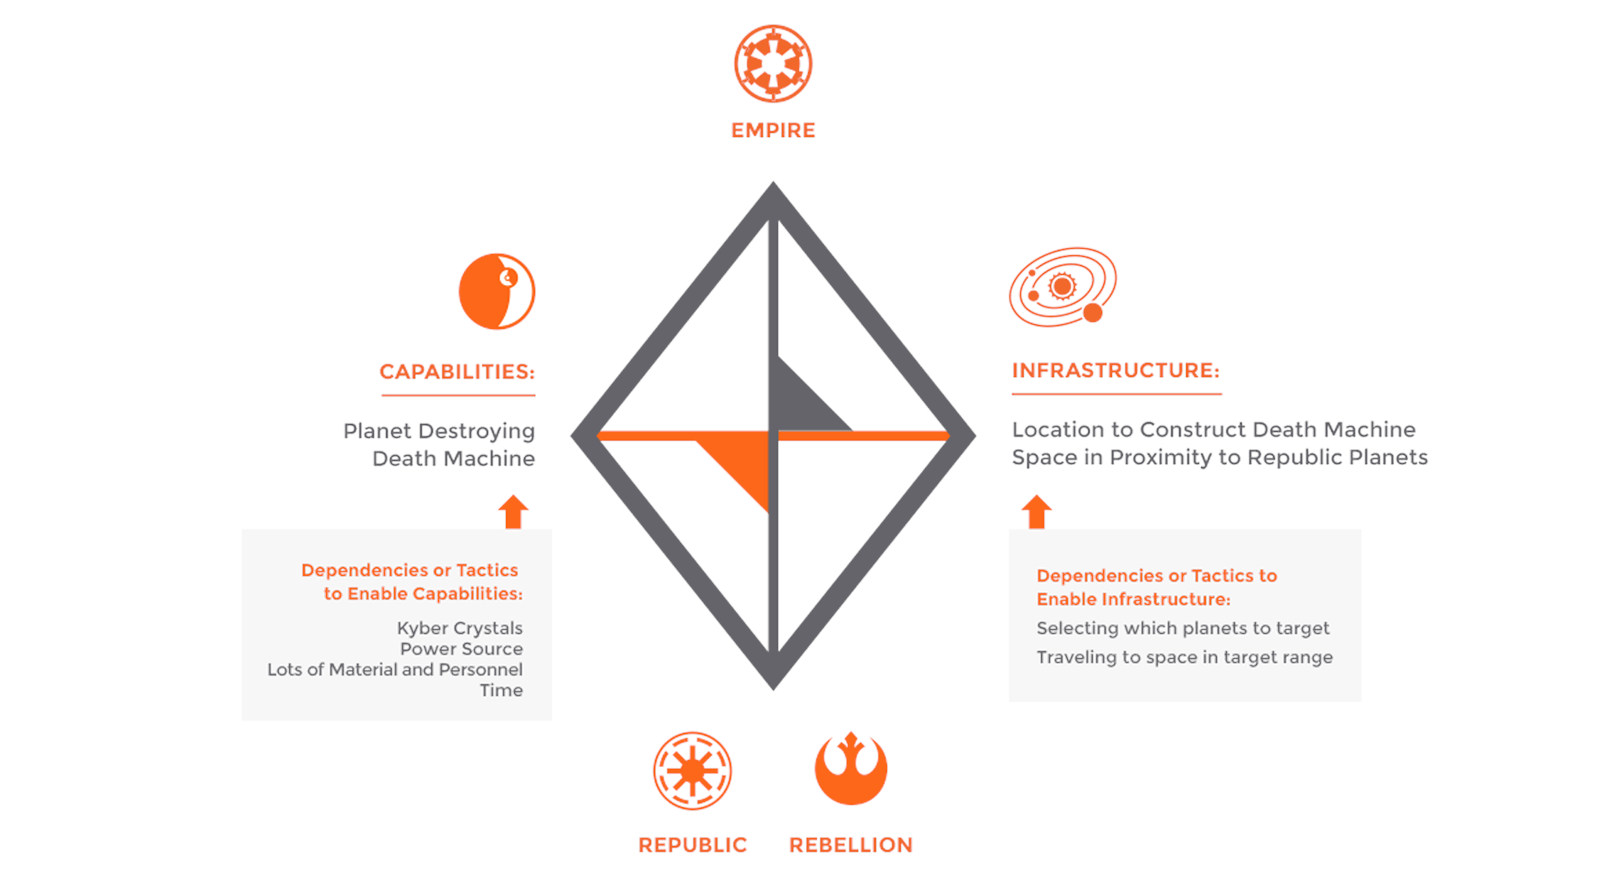 EMPIRE
CAPABILITIES:
Planet Destroying
Death Machine
INFRASTRUCTURE:
Location to Construct Death Machine
Space in Proximity to Republic Planets
Dependencies or Tactics
to Enable Capabilities:
Kyber Crystals
Power Source
Lots of Material and Personnel
Time
Dependencies or Tactics to
Enable Infrastructure:
Selecting which planets to target
Traveling to space in target range
REPUBLIC
REBELLION